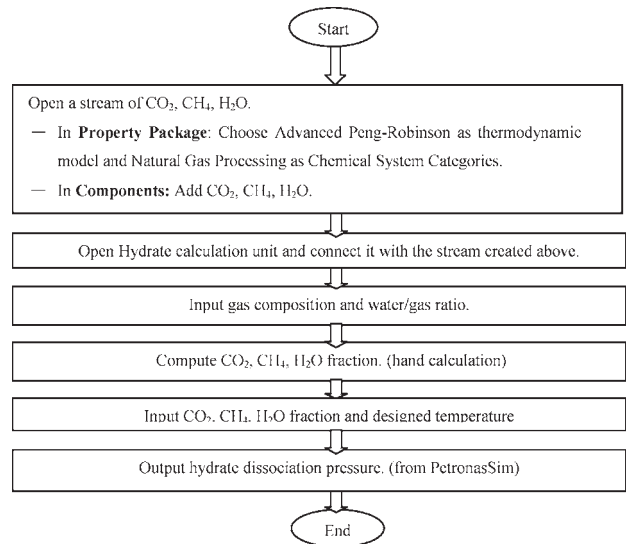 Start
Open a stream of CO₂, CH₄, H₂O.
— In Property Package: Choose Advanced Peng-Robinson as thermodynamic
model and Natural Gas Processing as Chemical System Categories.
— In Components: Add CO₂, CH₄, H₂O.
Open Hydrate calculation unit and connect it with the stream created above.
Input gas composition and water/gas ratio.
Compute CO₂, CH₄, H₂O fraction. (hand calculation)
Input CO₂, CH₄, H₂O fraction and designed temperature
Output hydrate dissociation pressure. (from PetronasSim)
End